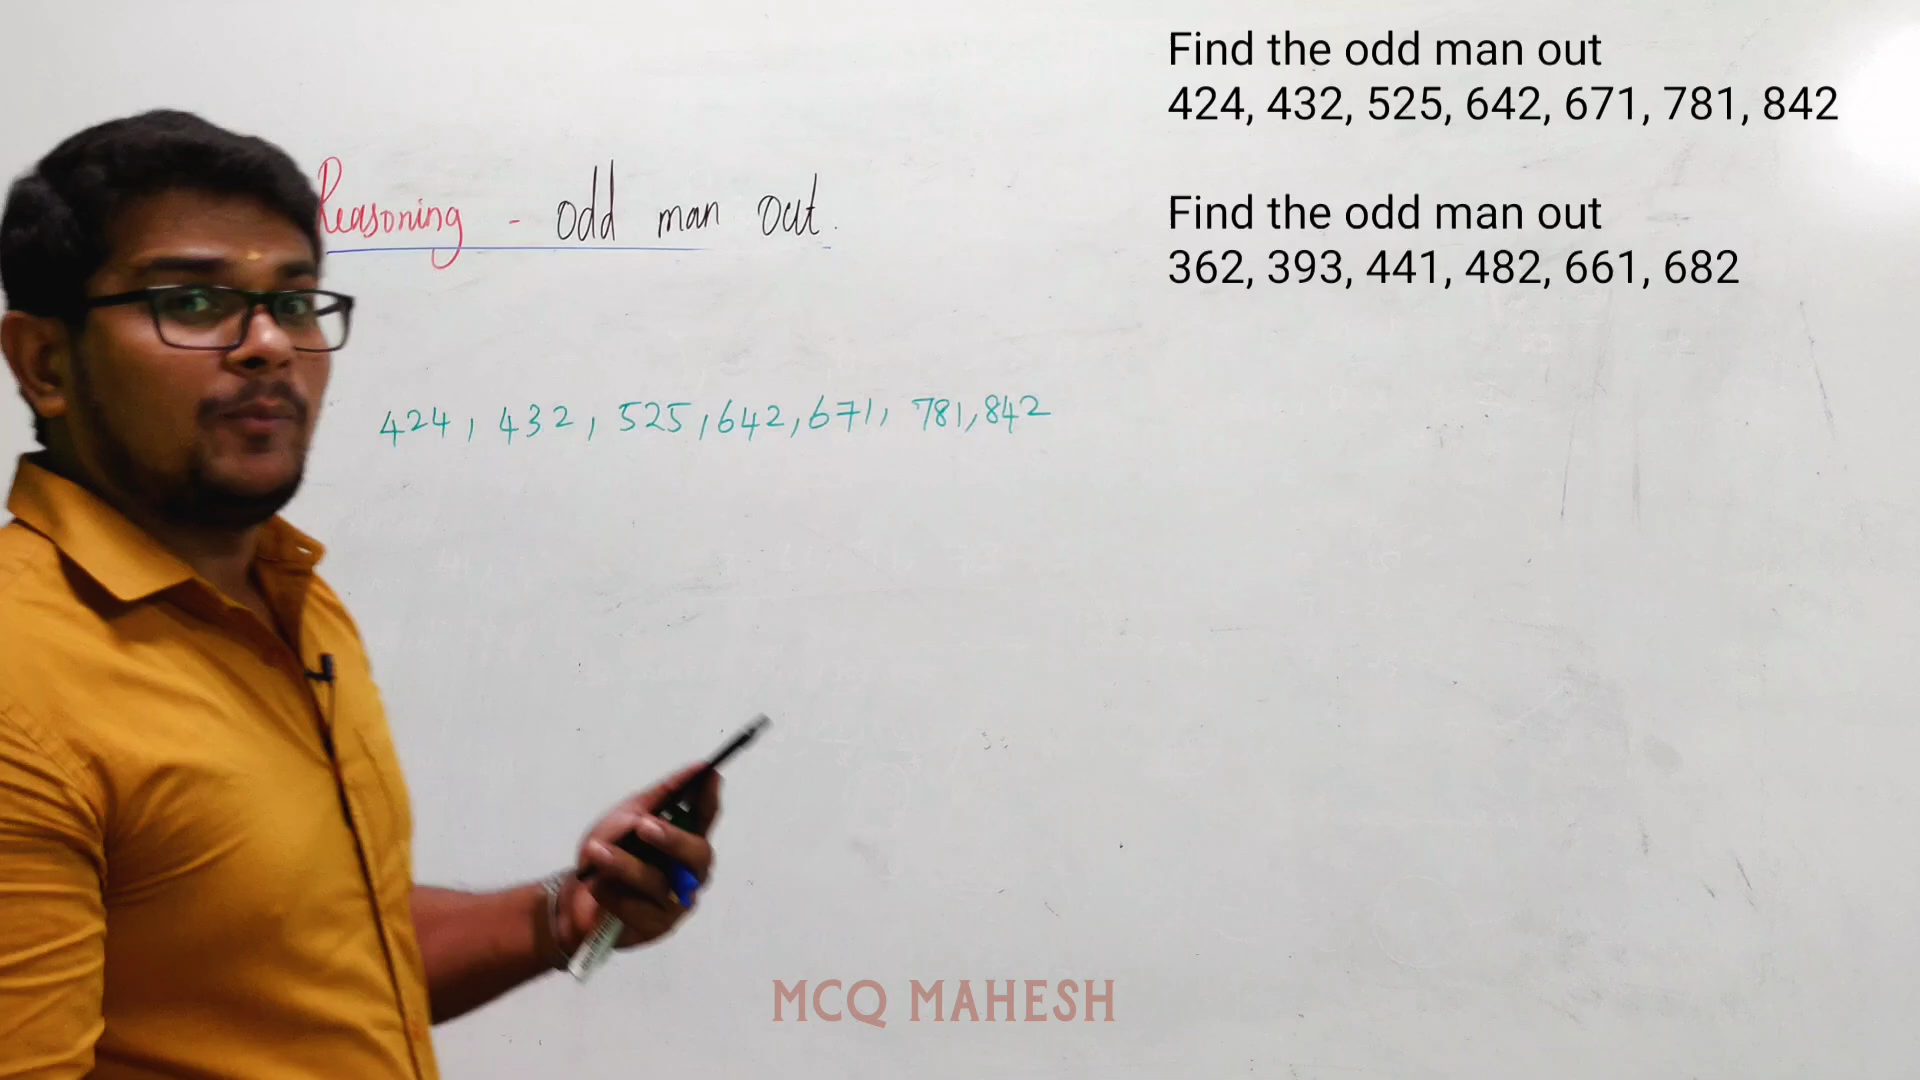 Find the odd man out
424, 432, 525, 642, 671, 781, 842
Find the odd man out
362, 393, 441, 482, 661, 682
Reasoning - odd man out.
424, 432, 525, 642, 671, 781, 842
MCQ MAHESH